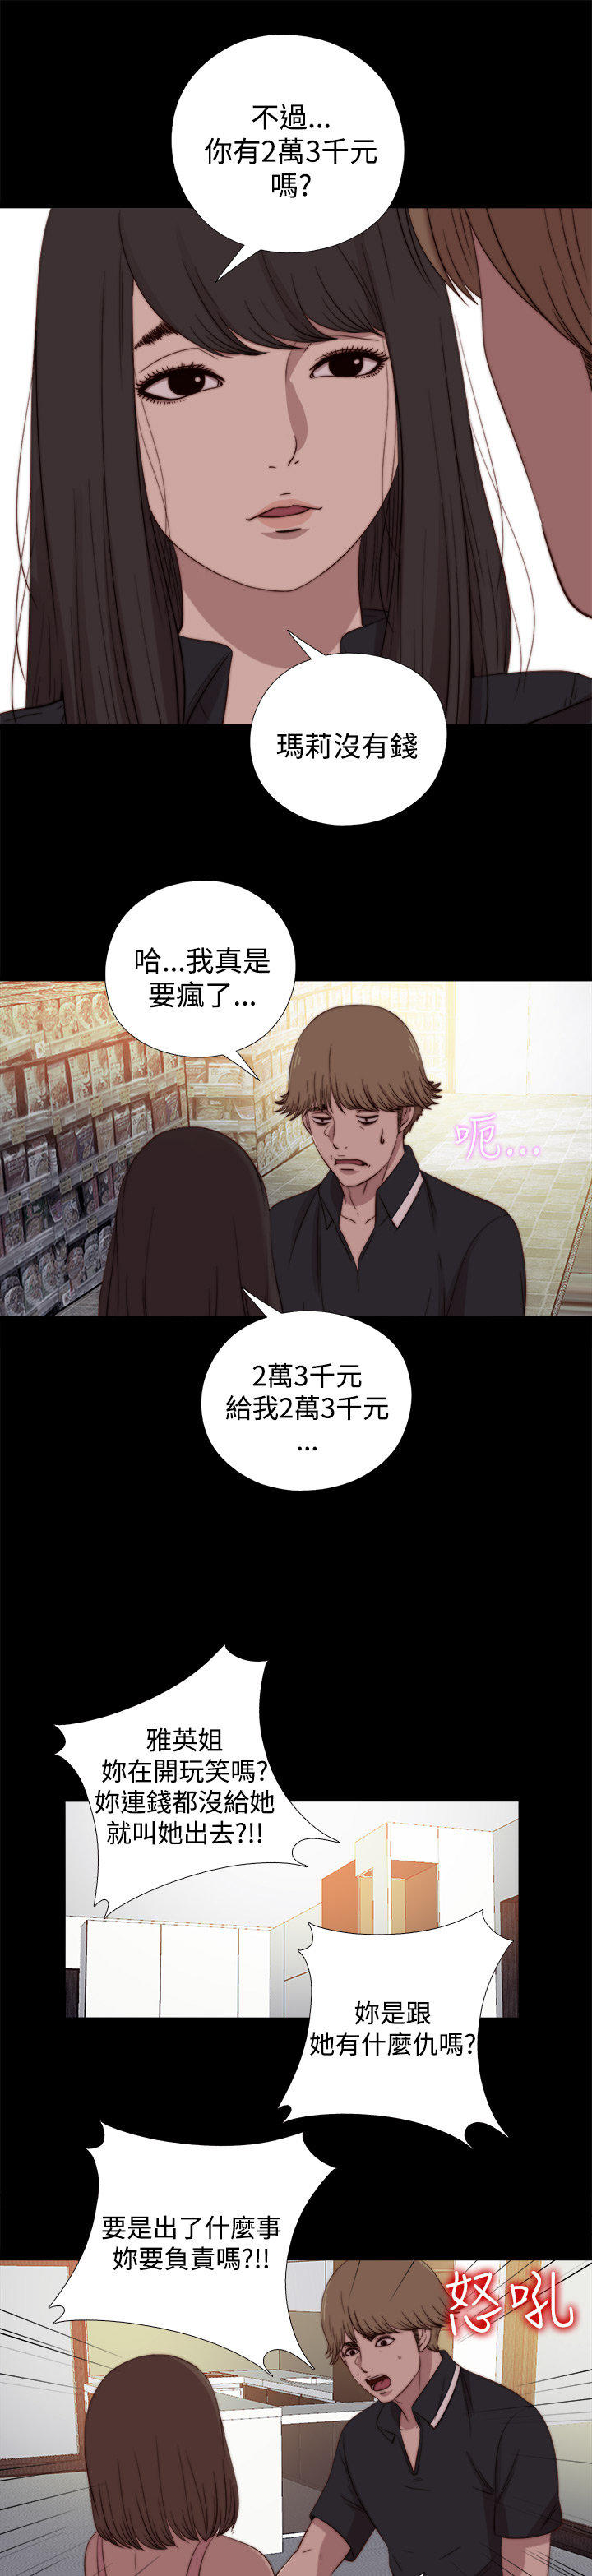 不過...
你有2萬3千元
嗎?
瑪莉沒有錢
哈...我真是
要瘋了...
呃...
2萬3千元
給我2萬3千元
...
雅英姐
妳在開玩笑嗎?
妳連錢都沒給她
就叫她出去?!!
妳是跟
她有什麼仇嗎?
要是出了什麼事
妳要負責嗎?!!
怒吼